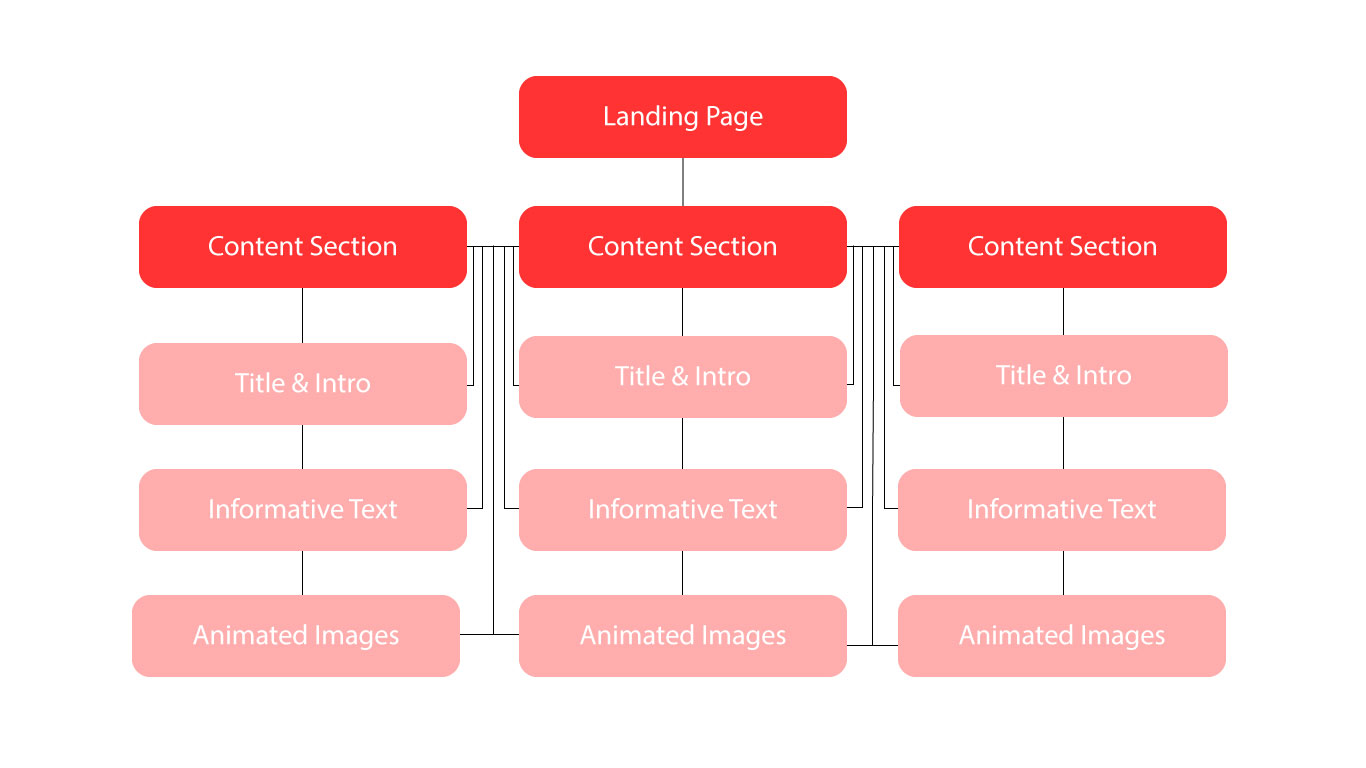 Landing Page
Content Section
Content Section
Content Section
Title & Intro
Title & Intro
Title & Intro
Informative Text
Informative Text
Informative Text
Animated Images
Animated Images
Animated Images